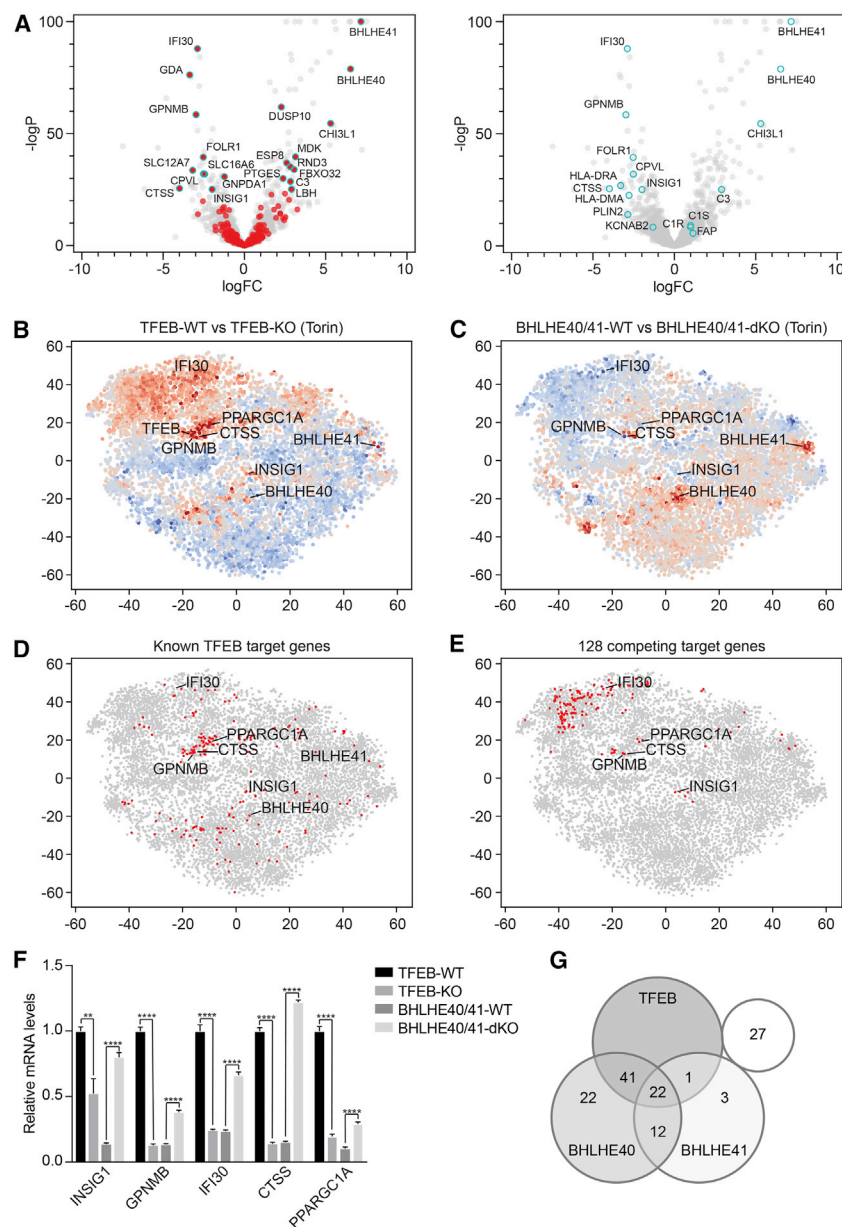 A
-100
-50
0
-logP
-10
-5
0
5
10
logFC
IFI30
GDA
GPNMB
FOLR1
SLC12A7
SLC16A6
CPVL
GNPDA1
CTSS
INSIG1
BHLHE41
BHLHE40
DUSP10
CHI3L1
ESP8
MDK
RND3
PTGES
FBXO32
C3
LBH
-100
-50
0
-logP
-10
-5
0
5
10
logFC
IFI30
GPNMB
FOLR1
CPVL
HLA-DRA
CTSS
INSIG1
HLA-DMA
PLIN2
KCNAB2
C1R
C1S
FAP
C3
BHLHE41
BHLHE40
CHI3L1
B
TFEB-WT vs TFEB-KO (Torin)
60
40
20
0
-20
-40
-60
-60
-40
-20
0
20
40
60
IFI30
TFEB
PPARGC1A
CTSS
GPNMB
BHLHE41
INSIG1
BHLHE40
C
BHLHE40/41-WT vs BHLHE40/41-dKO (Torin)
60
40
20
0
-20
-40
-60
-60
-40
-20
0
20
40
60
IFI30
PPARGC1A
GPNMB
CTSS
BHLHE41
INSIG1
BHLHE40
D
Known TFEB target genes
60
40
20
0
-20
-40
-60
-60
-40
-20
0
20
40
60
IFI30
PPARGC1A
CTSS
GPNMB
BHLHE41
INSIG1
BHLHE40
E
128 competing target genes
60
40
20
0
-20
-40
-60
-60
-40
-20
0
20
40
60
IFI30
PPARGC1A
CTSS
GPNMB
INSIG1
F
Relative mRNA levels
1.5
1.0
0.5
0.0
** ****
**** ****
**** ****
**** ****
**** ****
INSIG1
GPNMB
IFI30
CTSS
PPARGC1A
TFEB-WT
TFEB-KO
BHLHE40/41-WT
BHLHE40/41-dKO
G
TFEB
27
41
1
22
22
3
12
BHLHE40
BHLHE41